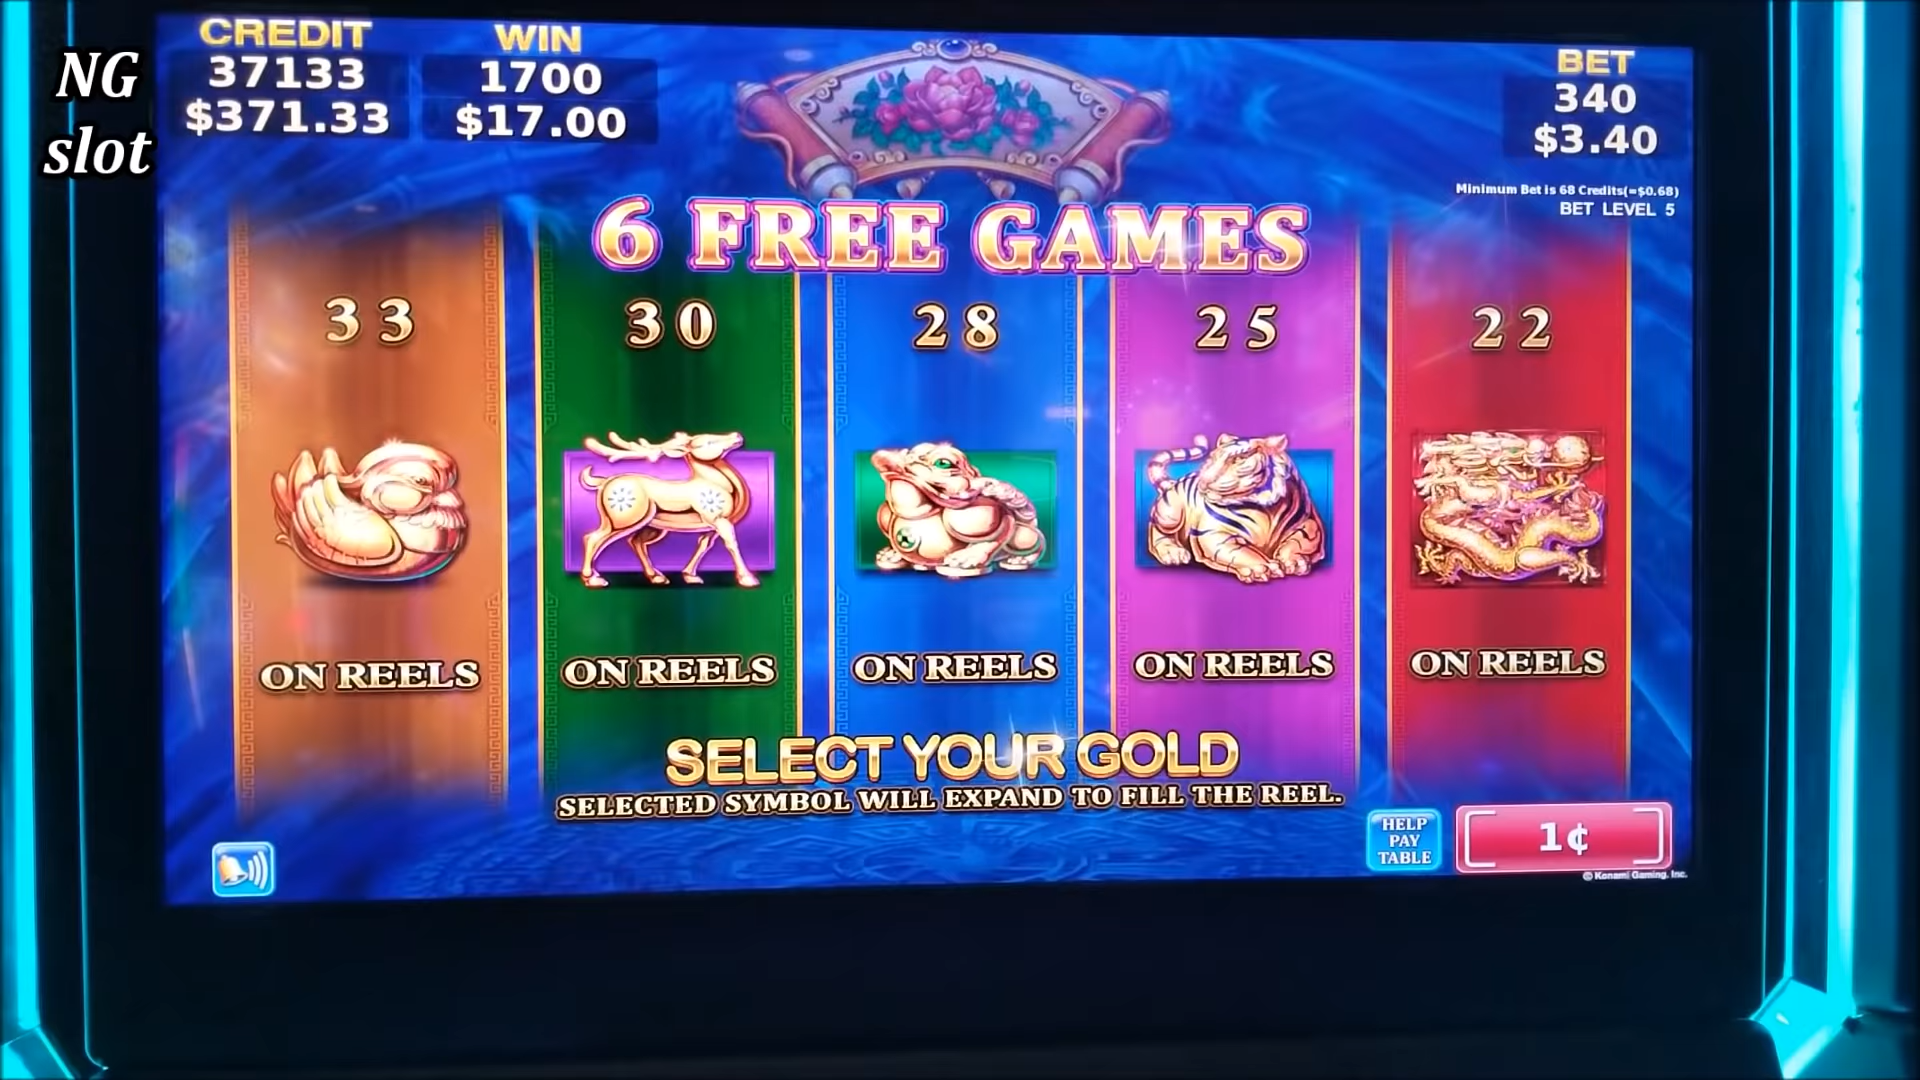 NG
slot
CREDIT
37133
$371.33
WIN
1700
$17.00
BET
340
$3.40
Minimum Bet is 68 Credits(=$0.68)
BET LEVEL 5
6 FREE GAMES
33
30
28
25
22
ON REELS
ON REELS
ON REELS
ON REELS
ON REELS
SELECT YOUR GOLD
SELECTED SYMBOL WILL EXPAND TO FILL THE REEL.
HELP
PAY
TABLE
1¢
© Konami Gaming, Inc.